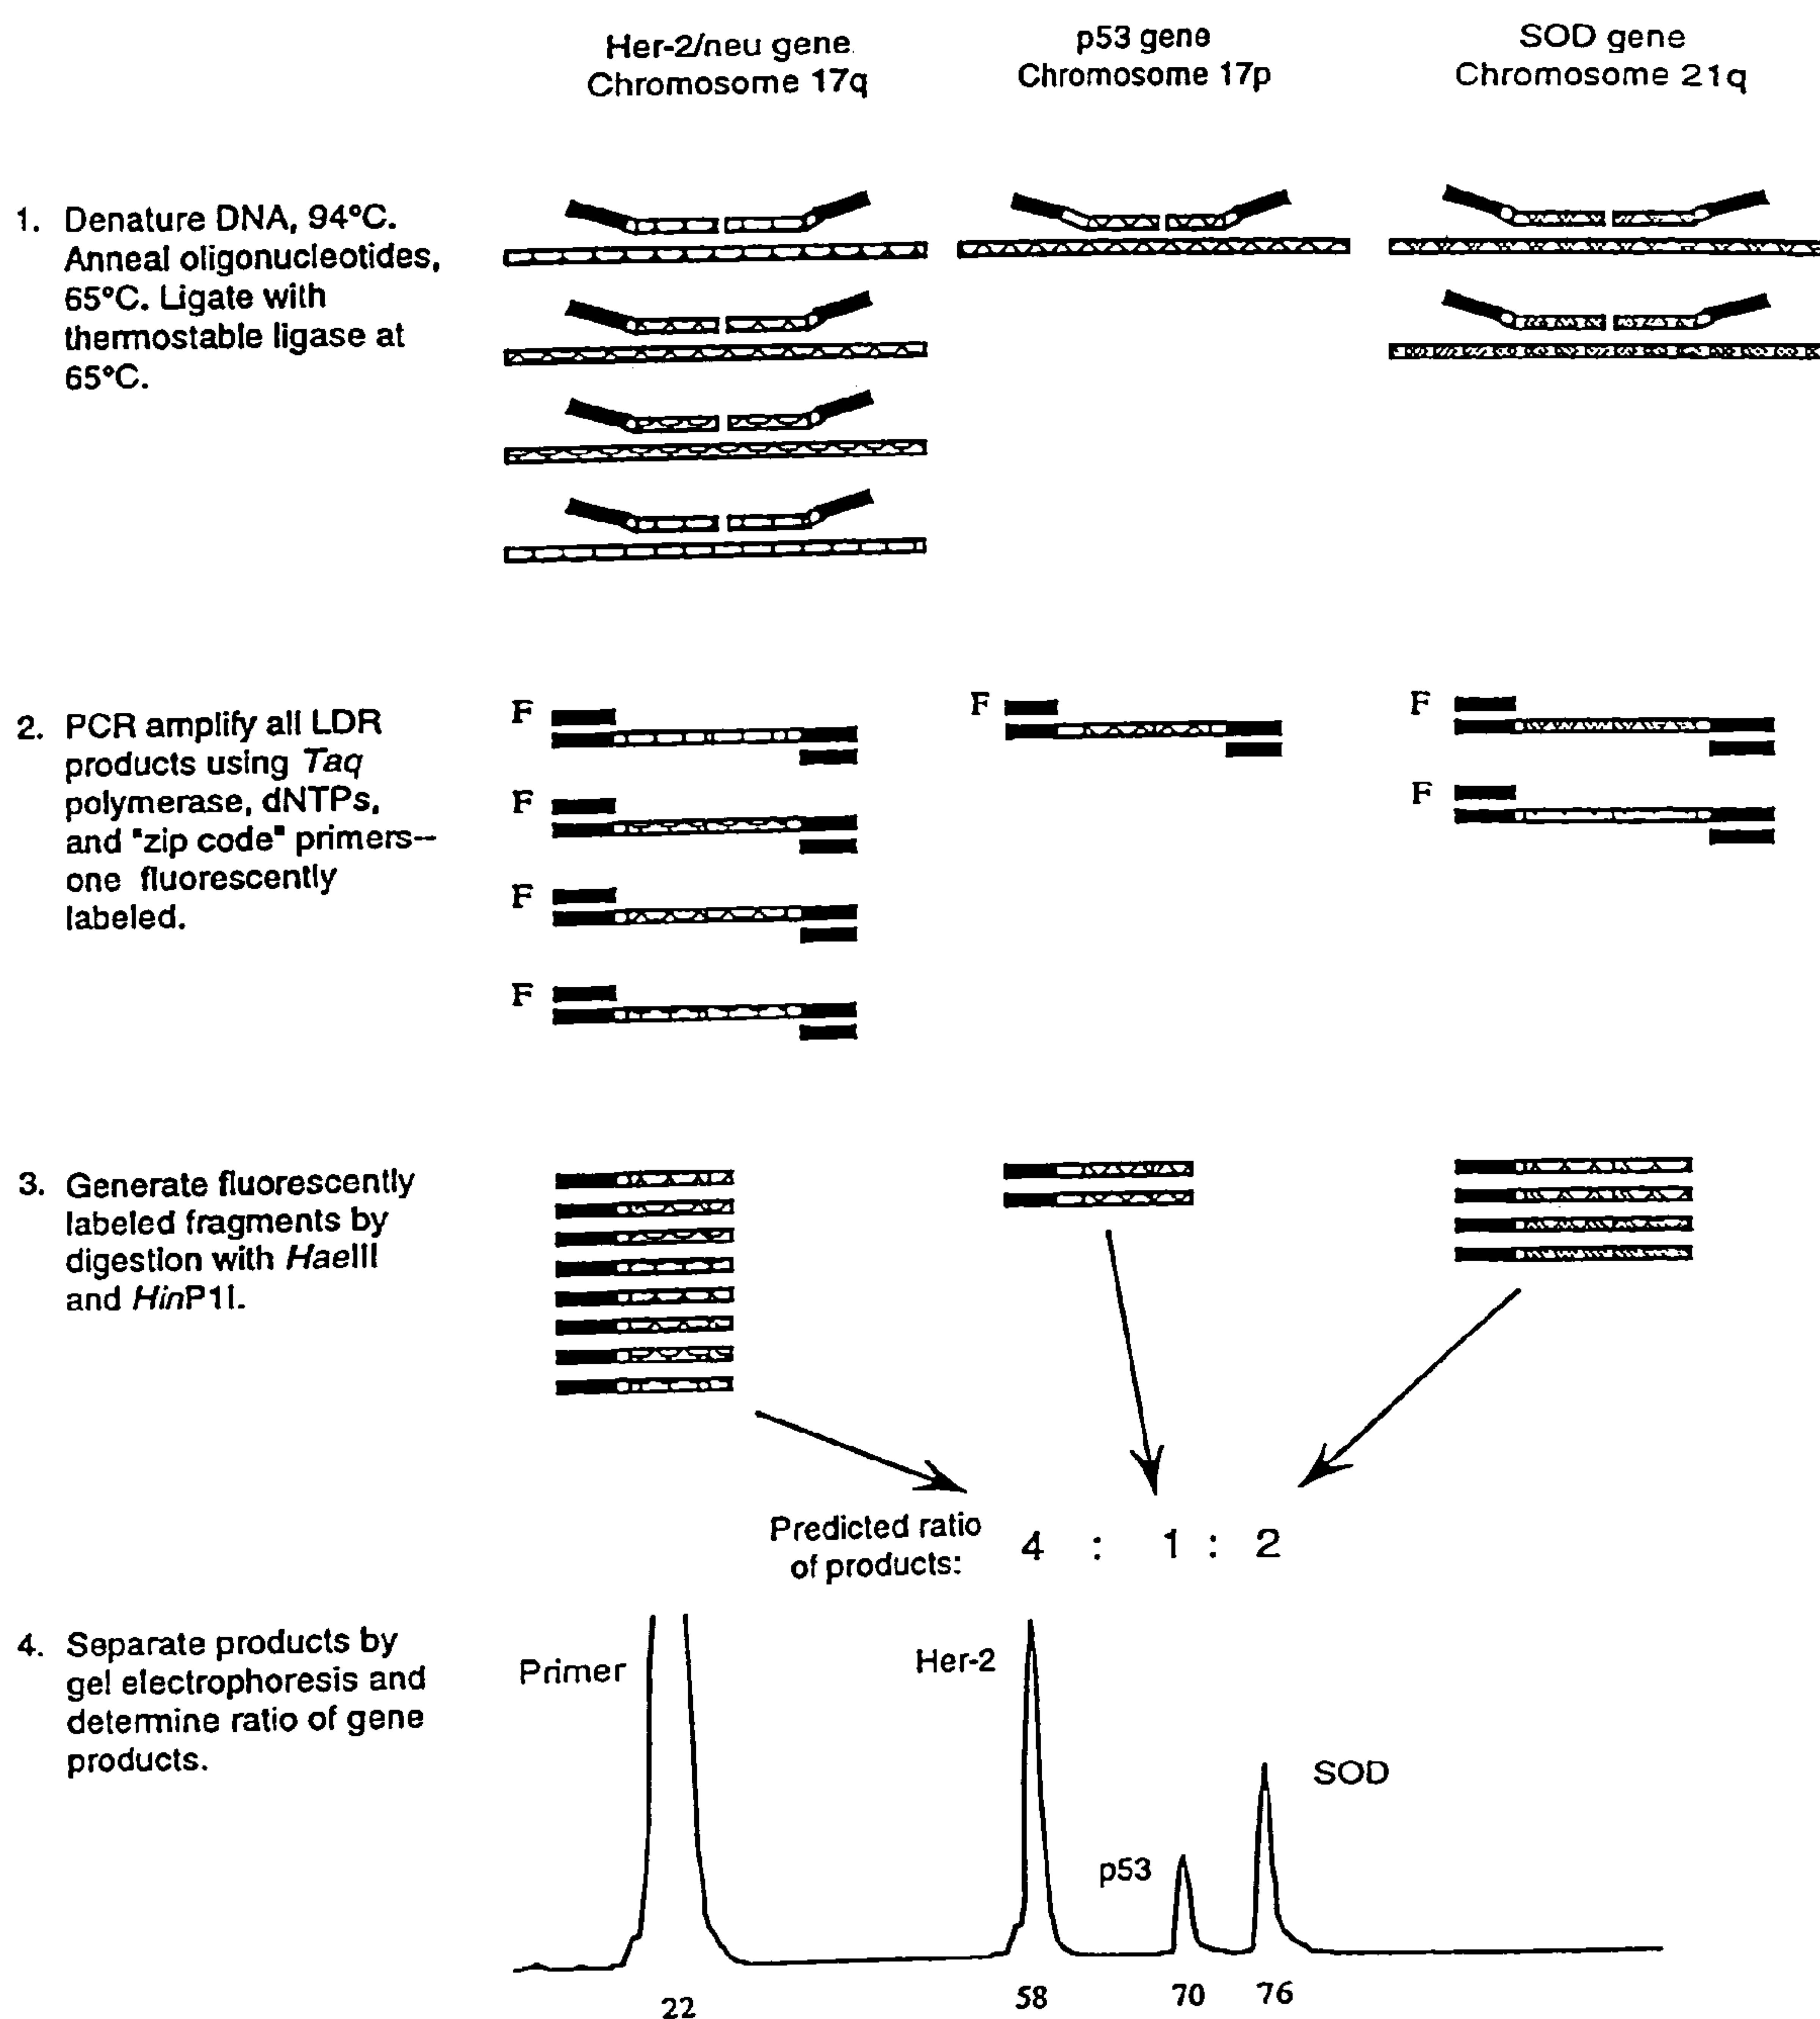 Her-2/neu gene
Chromosome 17q
p53 gene
Chromosome 17p
SOD gene
Chromosome 21q
1. Denature DNA, 94°C.
Anneal oligonucleotides,
65°C. Ligate with
thermostable ligase at
65°C.
2. PCR amplify all LDR
products using Taq
polymerase, dNTPs,
and "zip code" primers--
one fluorescently
labeled.
F
F
F
F
F
F
F
3. Generate fluorescently
labeled fragments by
digestion with HaeIII
and HinP1I.
Predicted ratio
of products:
4 : 1 : 2
4. Separate products by
gel electrophoresis and
determine ratio of gene
products.
Primer
Her-2
p53
SOD
22
58
70
76